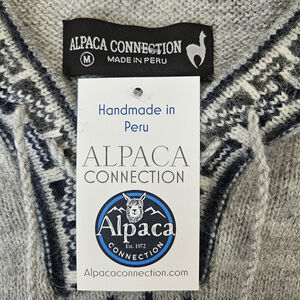 ALPACA CONNECTION
M MADE IN PERU
Handmade in
Peru
ALPACA
CONNECTION
Alpaca
Est. 1972
CONNECTION
Alpacaconnection.com